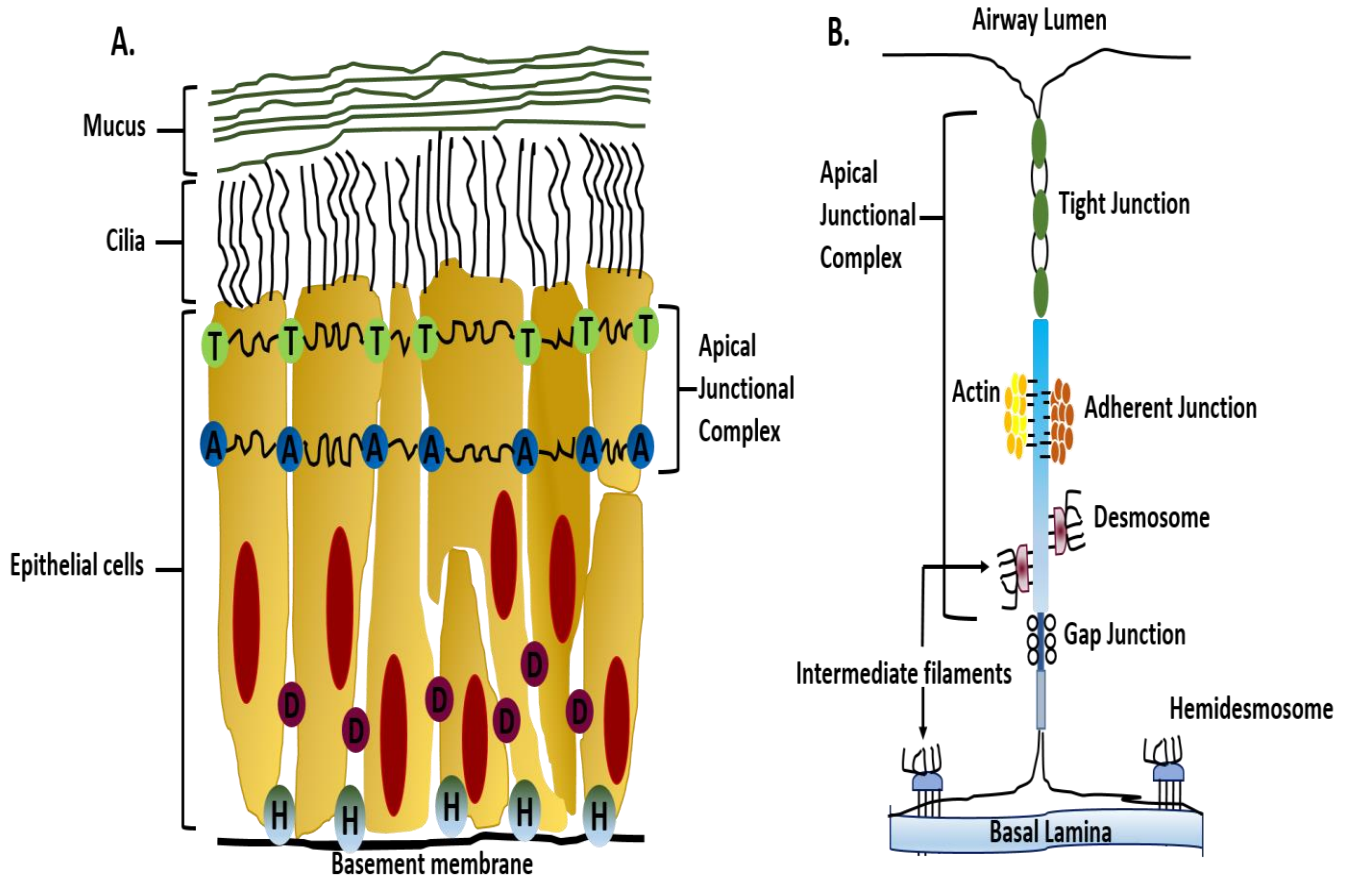 A.
Mucus
Cilia
Epithelial cells
T T T T T T T
A A A A A A A
Apical
Junctional
Complex
D D D D D D
H H H H H
Basement membrane
B.
Airway Lumen
Apical
Junctional
Complex
Tight Junction
Actin
Adherent Junction
Desmosome
Gap Junction
Intermediate filaments
Hemidesmosome
Basal Lamina